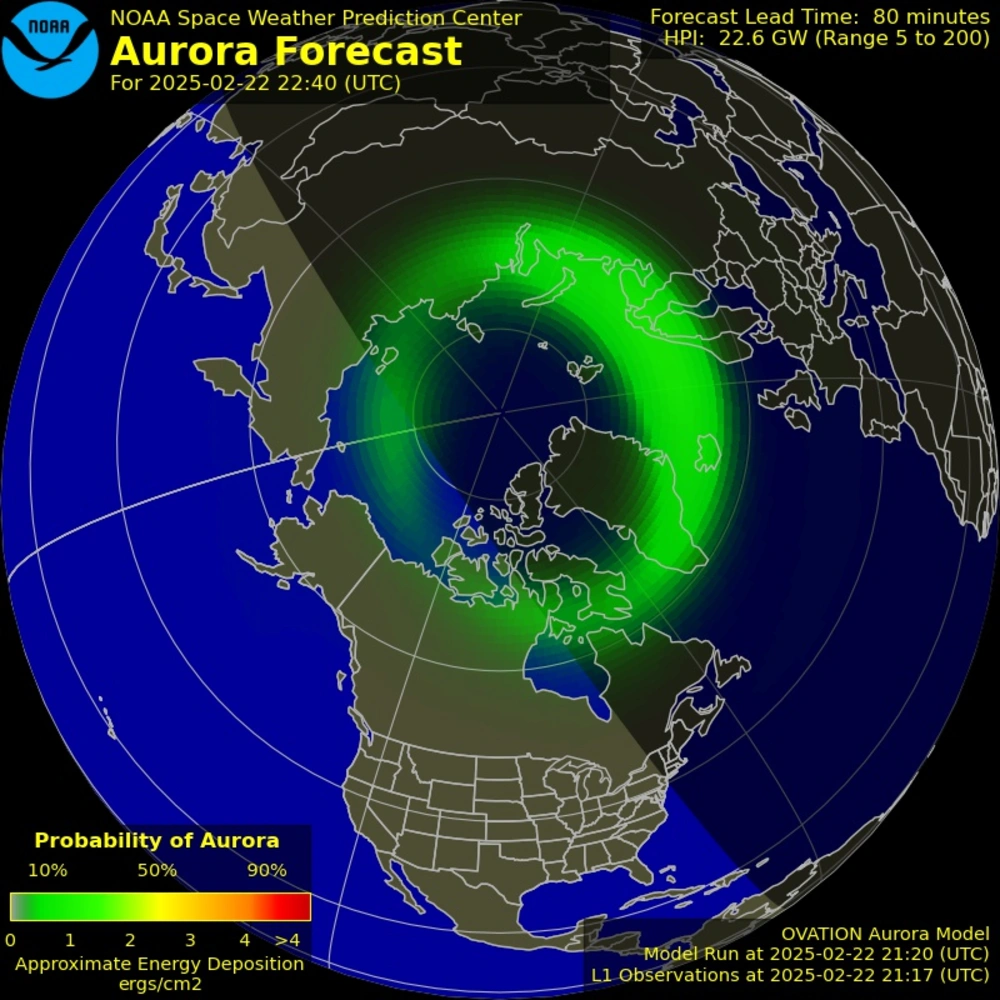 NOAA
NOAA Space Weather Prediction Center
Aurora Forecast
For 2025-02-22 22:40 (UTC)
Forecast Lead Time: 80 minutes
HPI: 22.6 GW (Range 5 to 200)
Probability of Aurora
10% 50% 90%
0 1 2 3 4 >4
Approximate Energy Deposition
ergs/cm2
OVATION Aurora Model
Model Run at 2025-02-22 21:20 (UTC)
L1 Observations at 2025-02-22 21:17 (UTC)